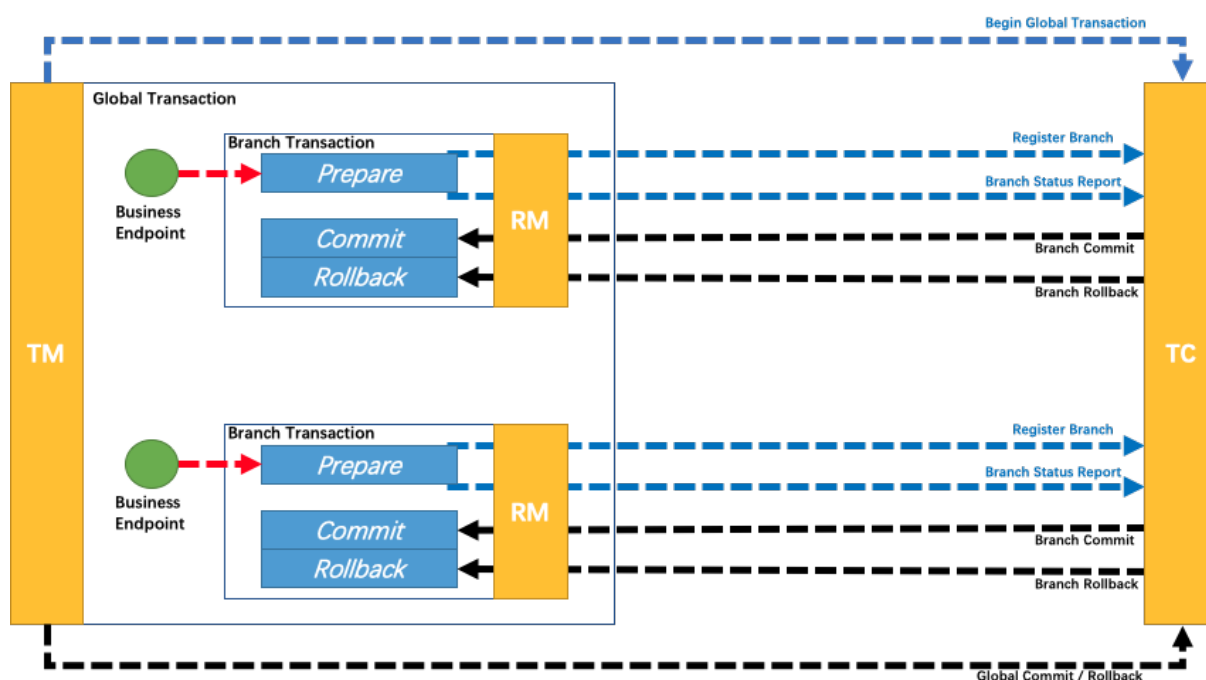 Begin Global Transaction
Global Transaction
TM
TC
Branch Transaction
Prepare
Commit
Rollback
RM
Business
Endpoint
Register Branch
Branch Status Report
Branch Commit
Branch Rollback
Branch Transaction
Prepare
Commit
Rollback
RM
Business
Endpoint
Register Branch
Branch Status Report
Branch Commit
Branch Rollback
Global Commit / Rollback